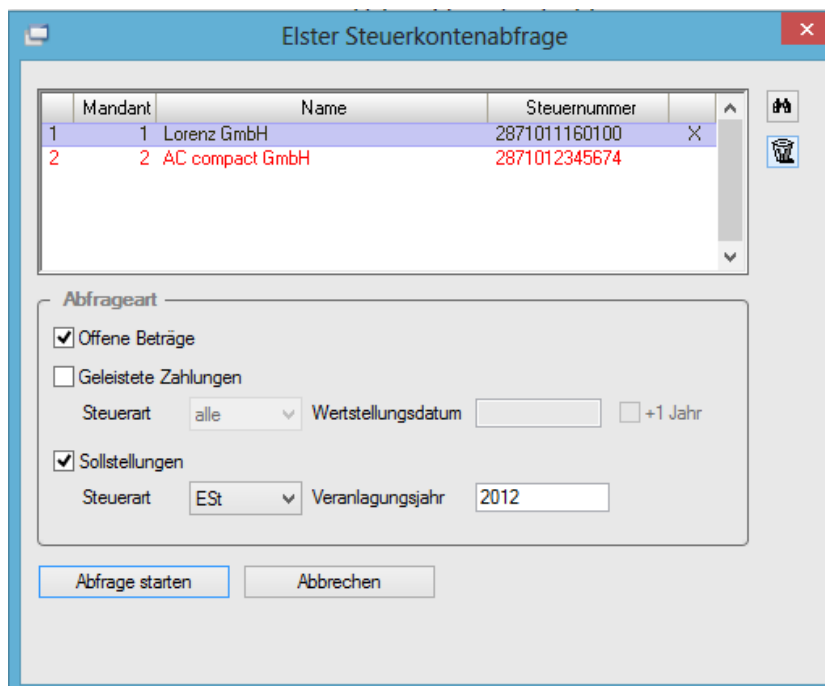 Elster Steuerkontenabfrage
Mandant Name Steuernummer
1 1 Lorenz GmbH 2871011160100 X
2 2 AC compact GmbH 2871012345674
Abfrageart
Offene Beträge
Geleistete Zahlungen
Steuerart alle Wertstellungsdatum +1 Jahr
Sollstellungen
Steuerart ESt Veranlagungsjahr 2012
Abfrage starten Abbrechen